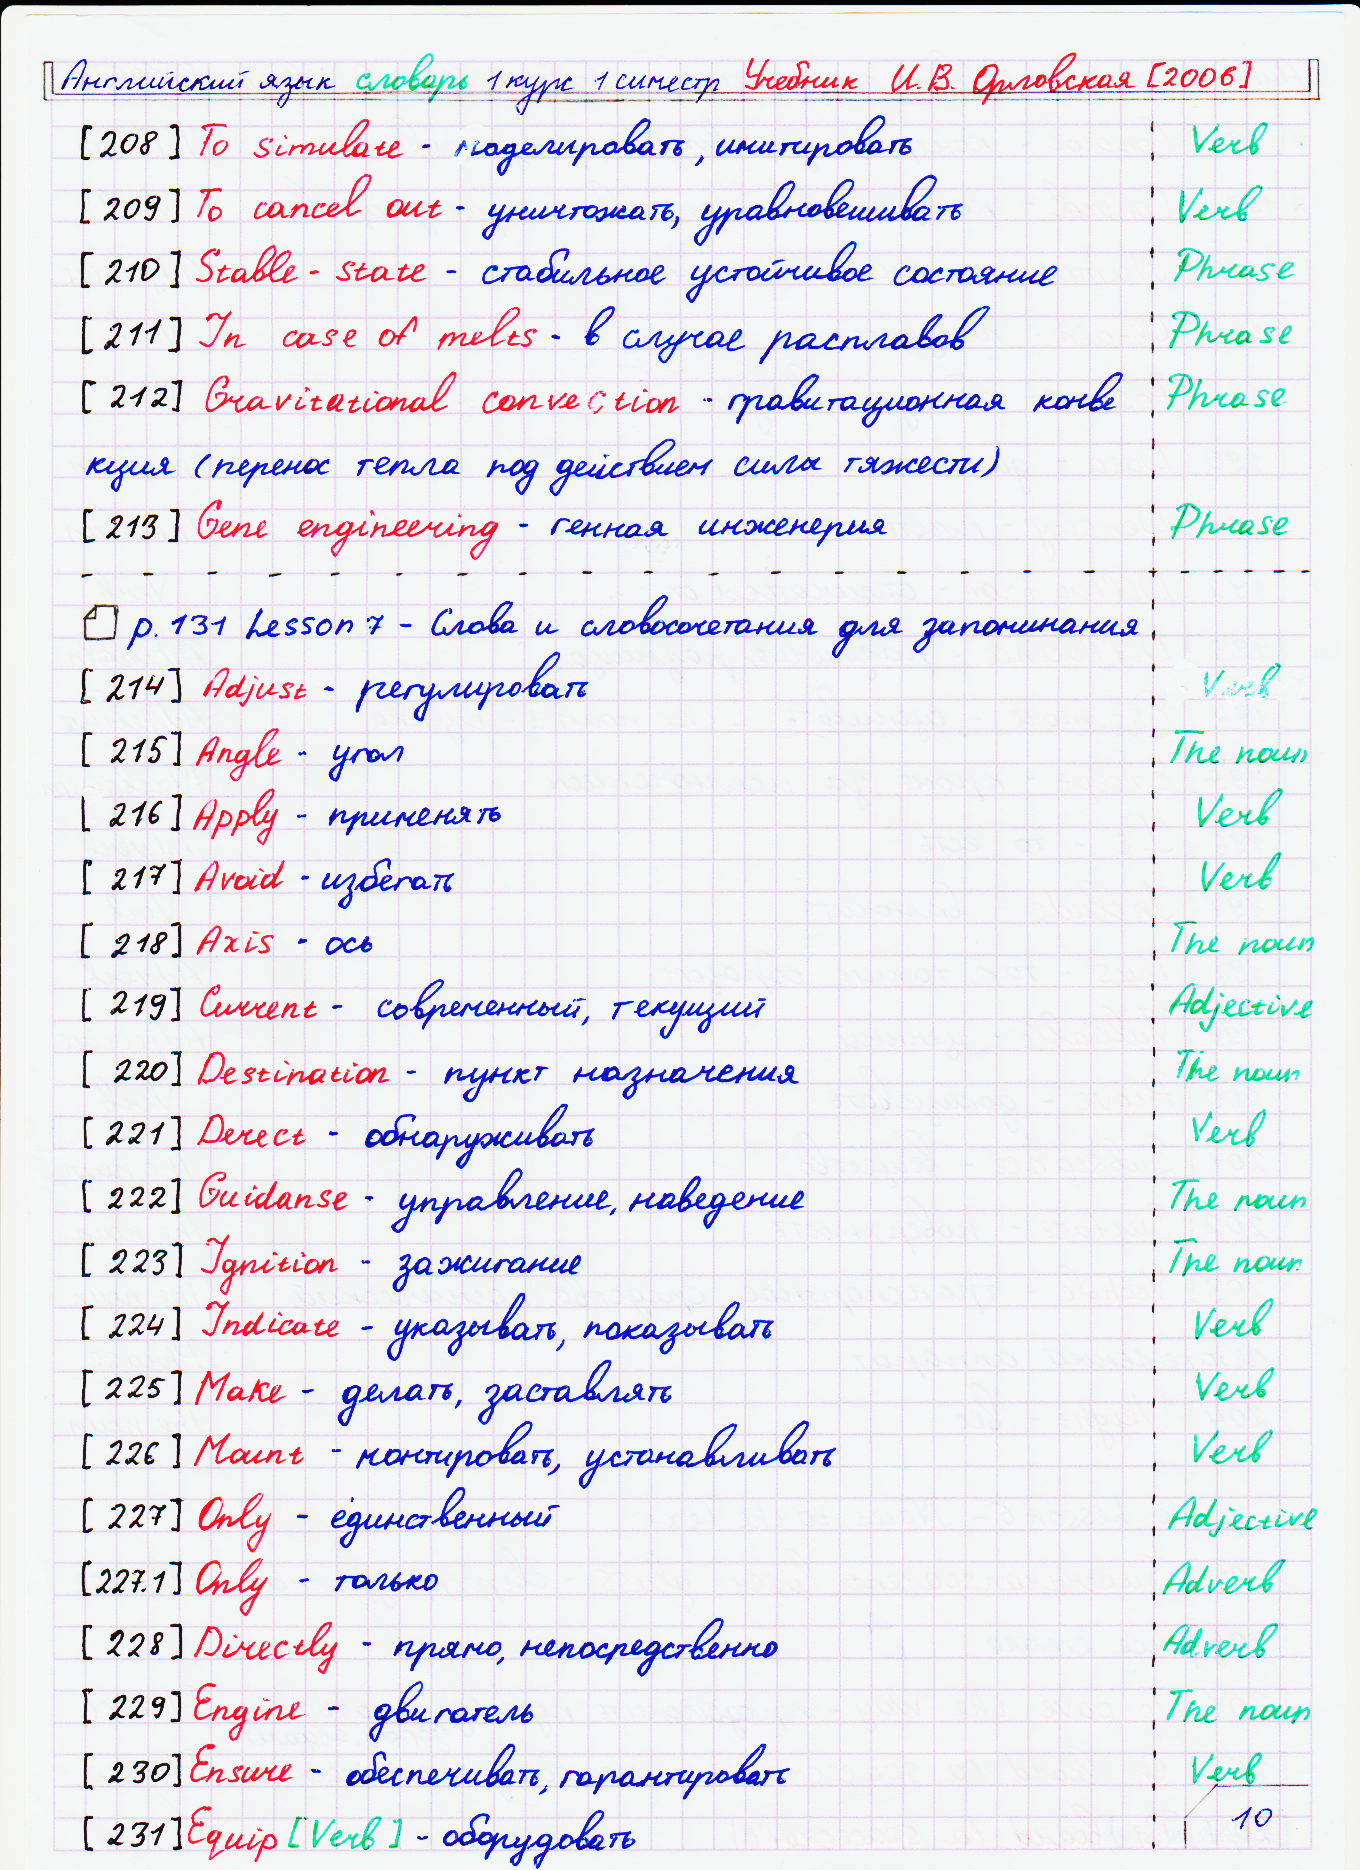 Английский язык словарь 1 курс 1 симестр Учебник И.В. Орловская [2006]
[208] To simulate - моделировать, имитировать Verb
[209] To cancel out - уничтожать, уравновешивать Verb
[210] Stable-state - стабильное устойчивое состояние Phrase
[211] In case of melts - в случае расплавов Phrase
[212] Gravitational convection - гравитационная конве Phrase
кция (перенос тепла под действием силы тяжести)
[213] Gene engineering - генная инженерия Phrase
p. 131 Lesson 7 - Слова и словосочетания для запоминания
[214] Adjust - регулировать Verb
[215] Angle - угол The noun
[216] Apply - применять Verb
[217] Avoid - избегать Verb
[218] Axis - ось The noun
[219] Current - современный, текущий Adjective
[220] Destination - пункт назначения The noun
[221] Derect - обнаруживать Verb
[222] Guidanse - управление, наведение The noun
[223] Ignition - зажигание The noun
[224] Indicate - указывать, показывать Verb
[225] Make - делать, заставлять Verb
[226] Mount - монтировать, устанавливать Verb
[227] Only - единственный Adjective
[227.1] Only - только Adverb
[228] Directly - прямо, непосредственно Adverb
[229] Engine - двигатель The noun
[230] Ensure - обеспечивать, гарантировать Verb
[231] Equip [Verb] - оборудовать
10